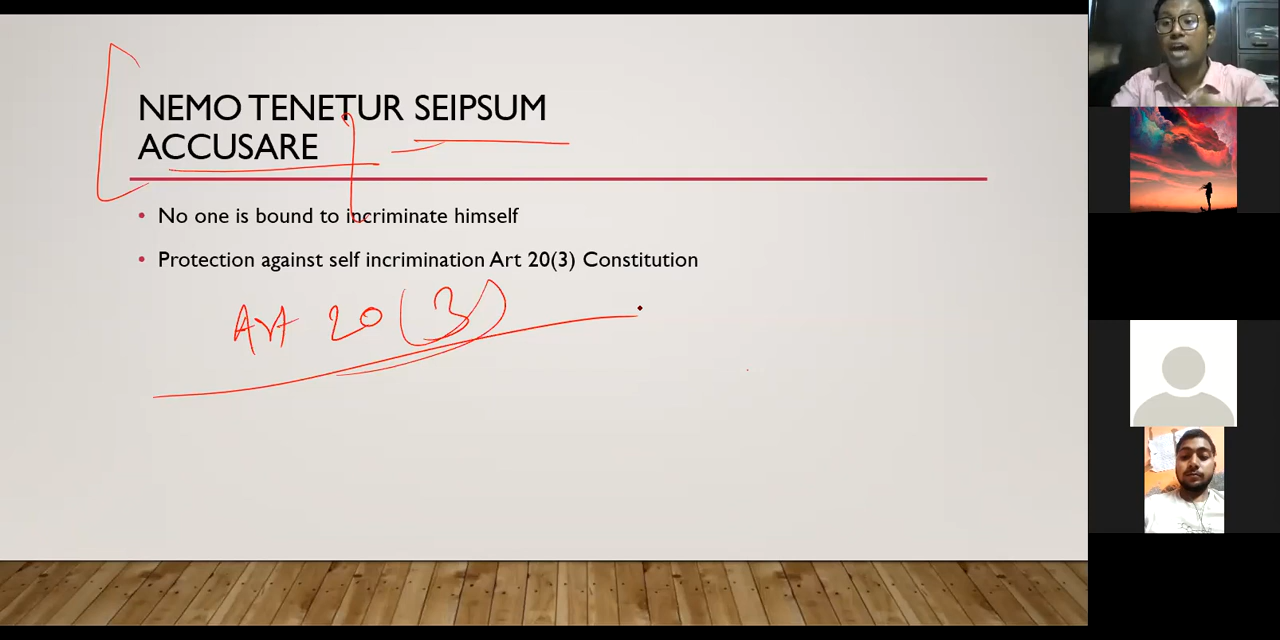 NEMO TENETUR SEIPSUM
ACCUSARE
• No one is bound to incriminate himself
• Protection against self incrimination Art 20(3) Constitution
Art 20 (3)